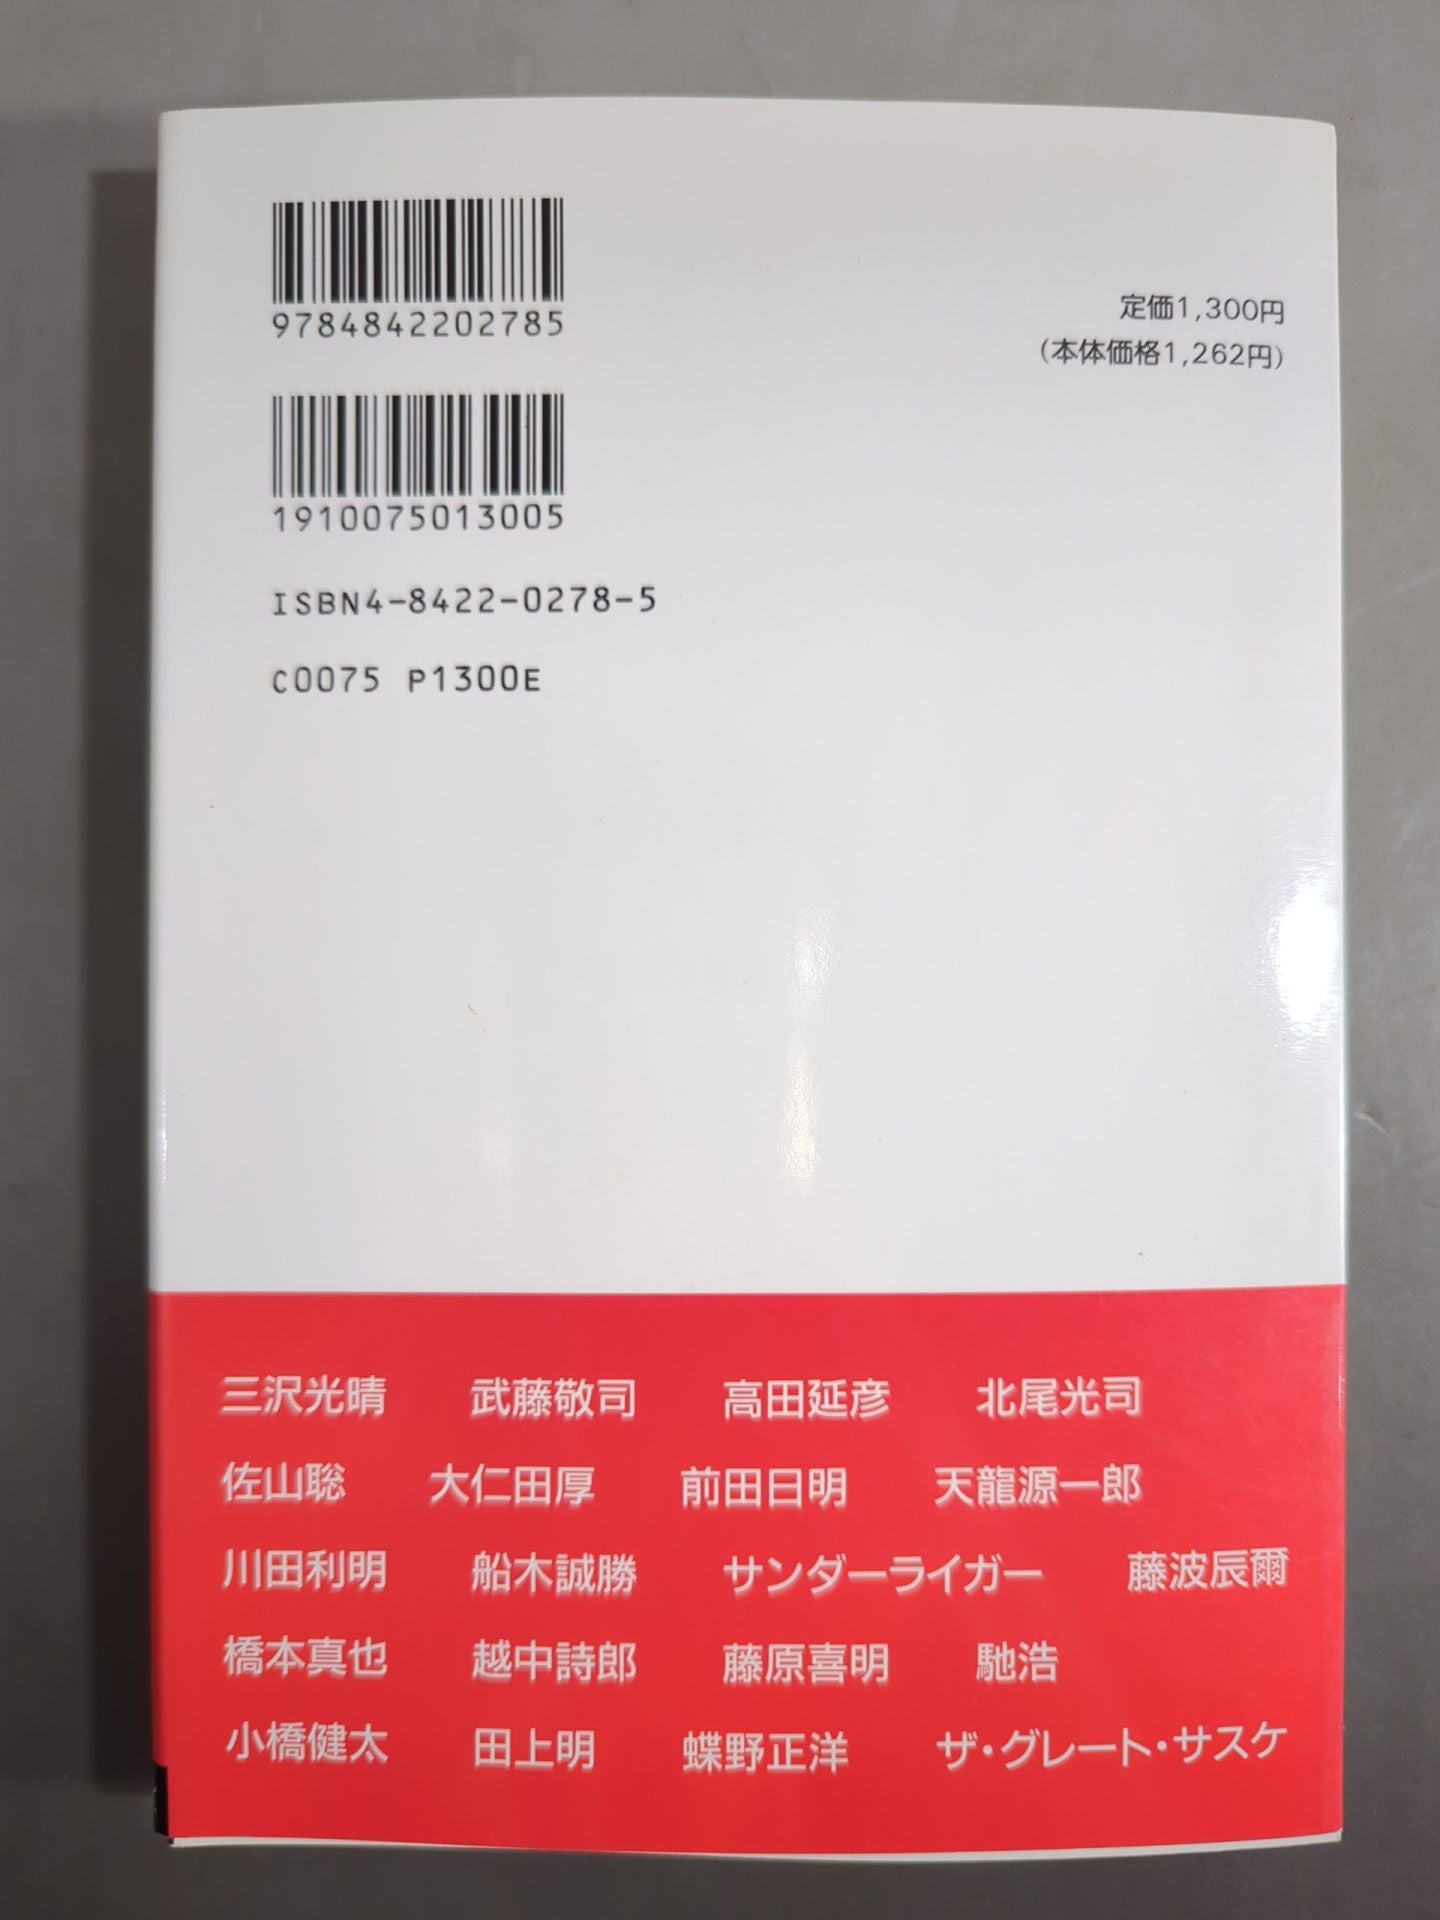 9784842202785
定価1,300円
(本体価格1,262円)
1910075013005
ISBN4-8422-0278-5
C0075 P1300E
三沢光晴 武藤敬司 高田延彦 北尾光司
佐山聡 大仁田厚 前田日明 天龍源一郎
川田利明 船木誠勝 サンダーライガー 藤波辰爾
橋本真也 越中詩郎 藤原喜明 馳浩
小橋健太 田上明 蝶野正洋 ザ・グレート・サスケ